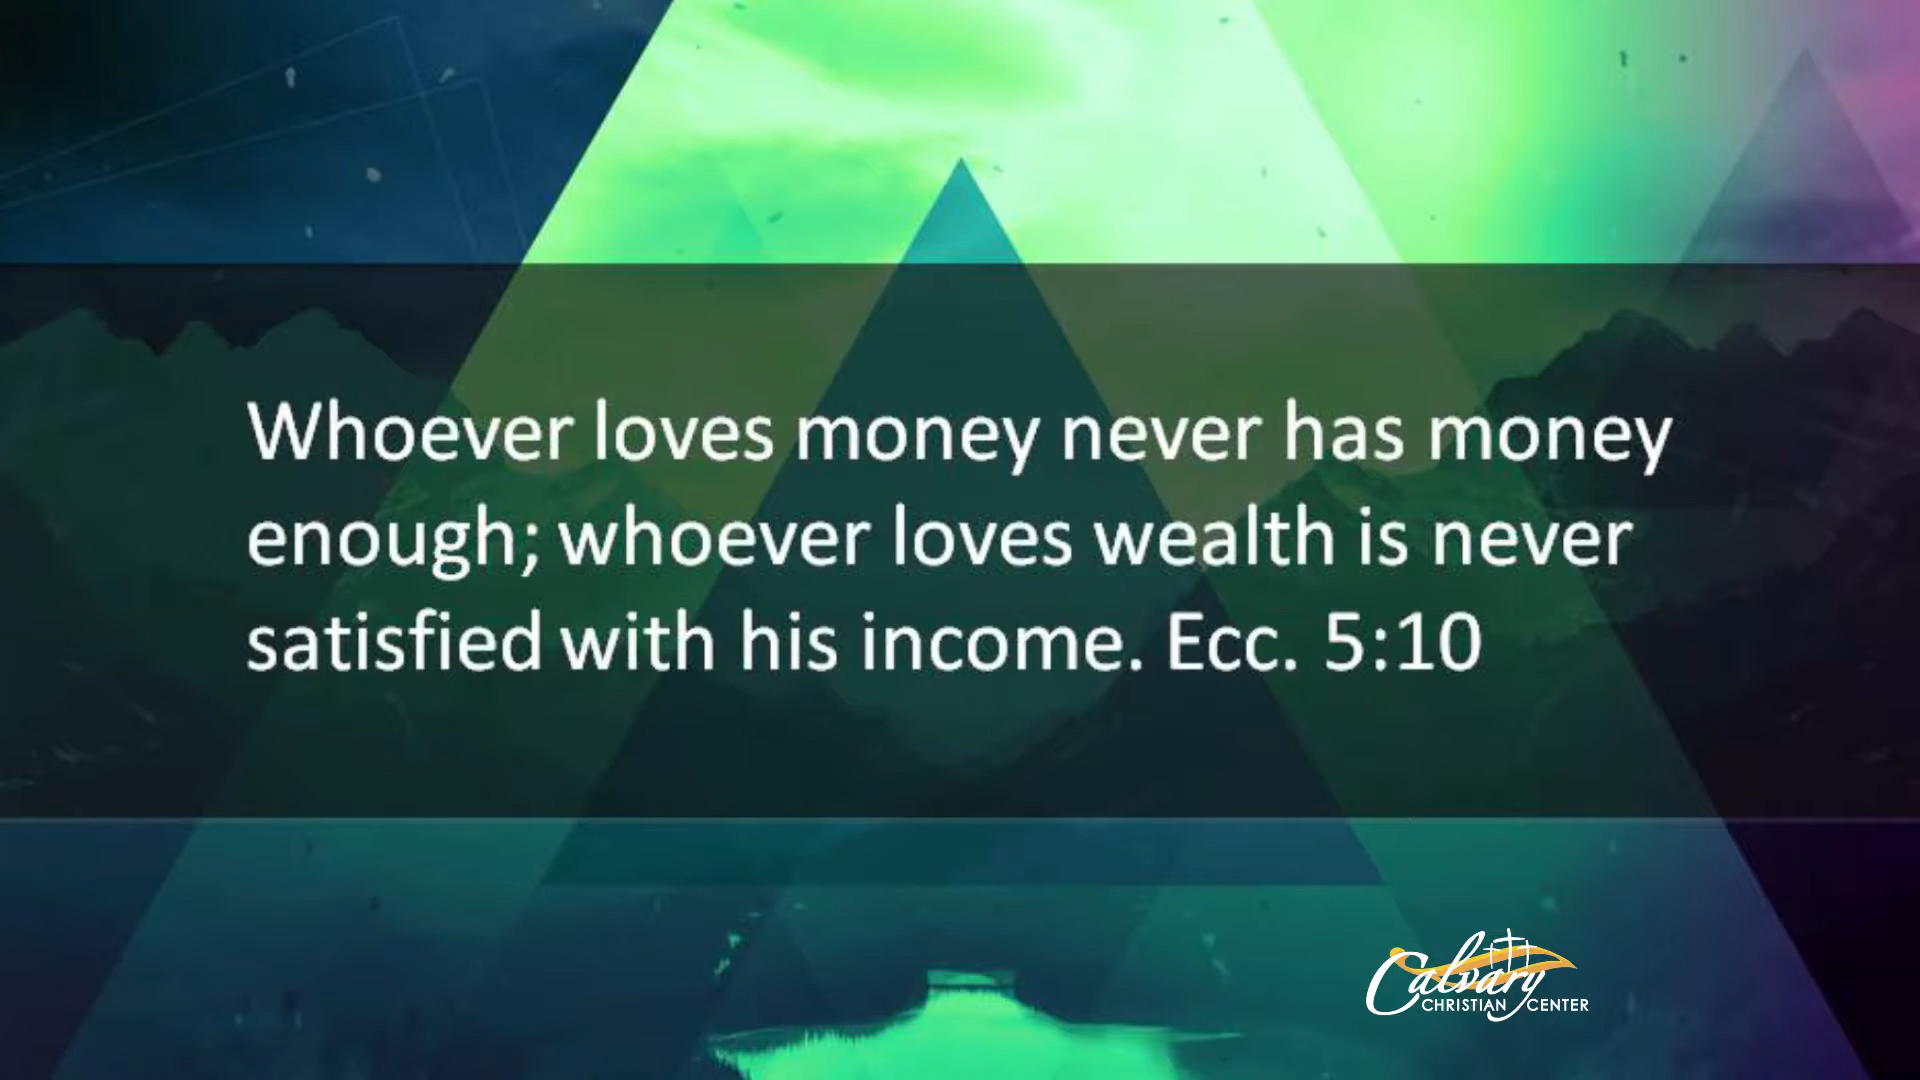 Whoever loves money never has money
enough; whoever loves wealth is never
satisfied with his income. Ecc. 5:10
Calvary
CHRISTIAN CENTER